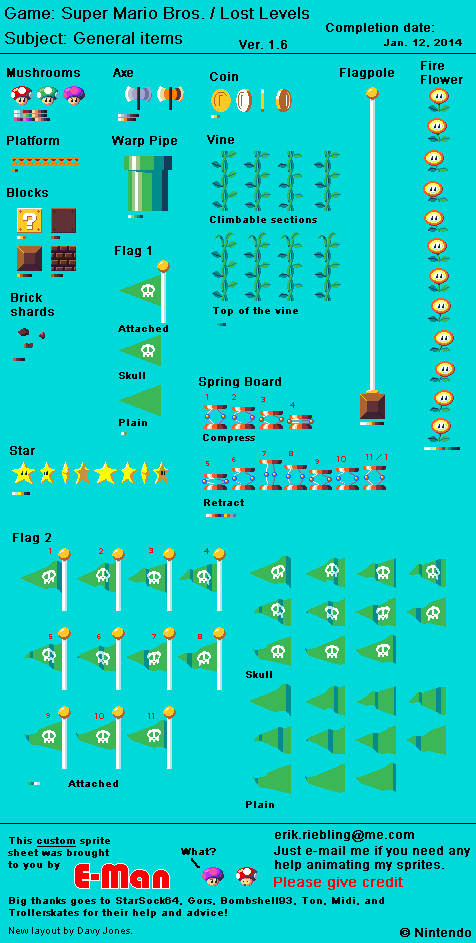 Game: Super Mario Bros. / Lost Levels
Subject: General items
Ver. 1.6
Completion date:
Jan. 12, 2014
Mushrooms
Axe
Coin
Flagpole
Fire
Flower
Platform
Warp Pipe
Vine
Blocks
?
Climbable sections
Flag 1
Brick
shards
Attached
Top of the vine
Skull
Plain
Spring Board
1 2 3 4
Compress
Star
5 6 7 8 9 10 11/1
Retract
Flag 2
1 2 3 4
5 6 7 8
9 10 11
Attached
Skull
Plain
This custom sprite
sheet was brought
to you by
E-Man
What?
erik.riebling@me.com
Just e-mail me if you need any
help animating my sprites.
Please give credit
Big thanks goes to StarSock64, Gors, Bombshell93, Ton, Midi, and
Trollerskates for their help and advice!
New layout by Davy Jones.
© Nintendo